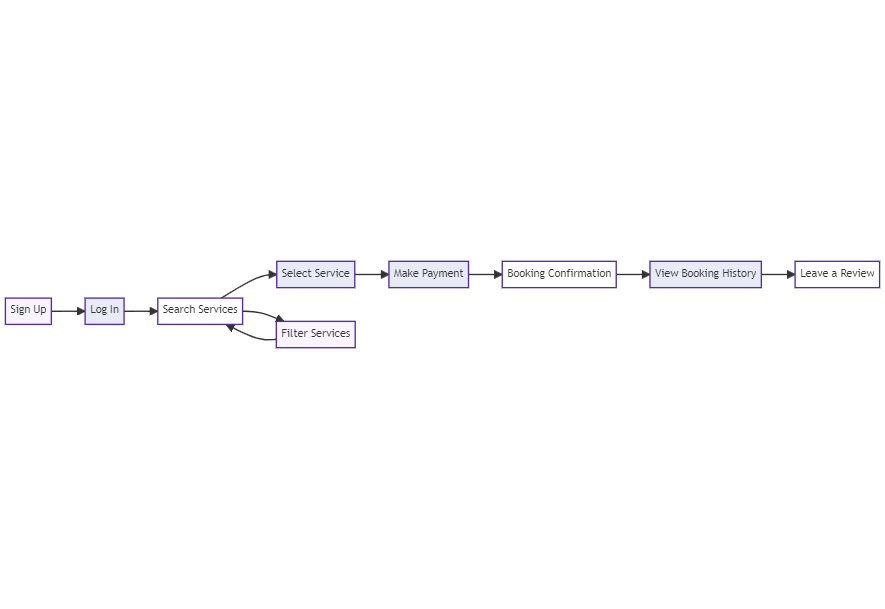 Sign Up
Log In
Search Services
Select Service
Filter Services
Make Payment
Booking Confirmation
View Booking History
Leave a Review